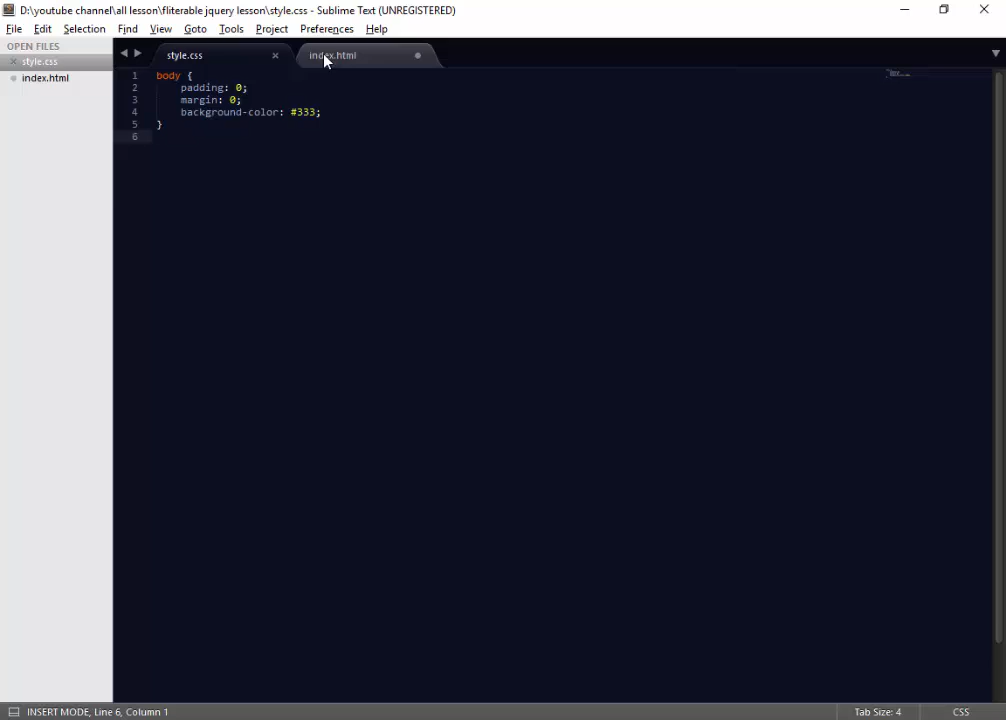 D:\youtube channel\all lesson\fliterable jquery lesson\style.css - Sublime Text (UNREGISTERED)
File Edit Selection Find View Goto Tools Project Preferences Help
OPEN FILES
style.css
index.html
style.css
index.html
1 body {
2 padding: 0;
3 margin: 0;
4 background-color: #333;
5 }
6
INSERT MODE, Line 6, Column 1
Tab Size: 4
CSS